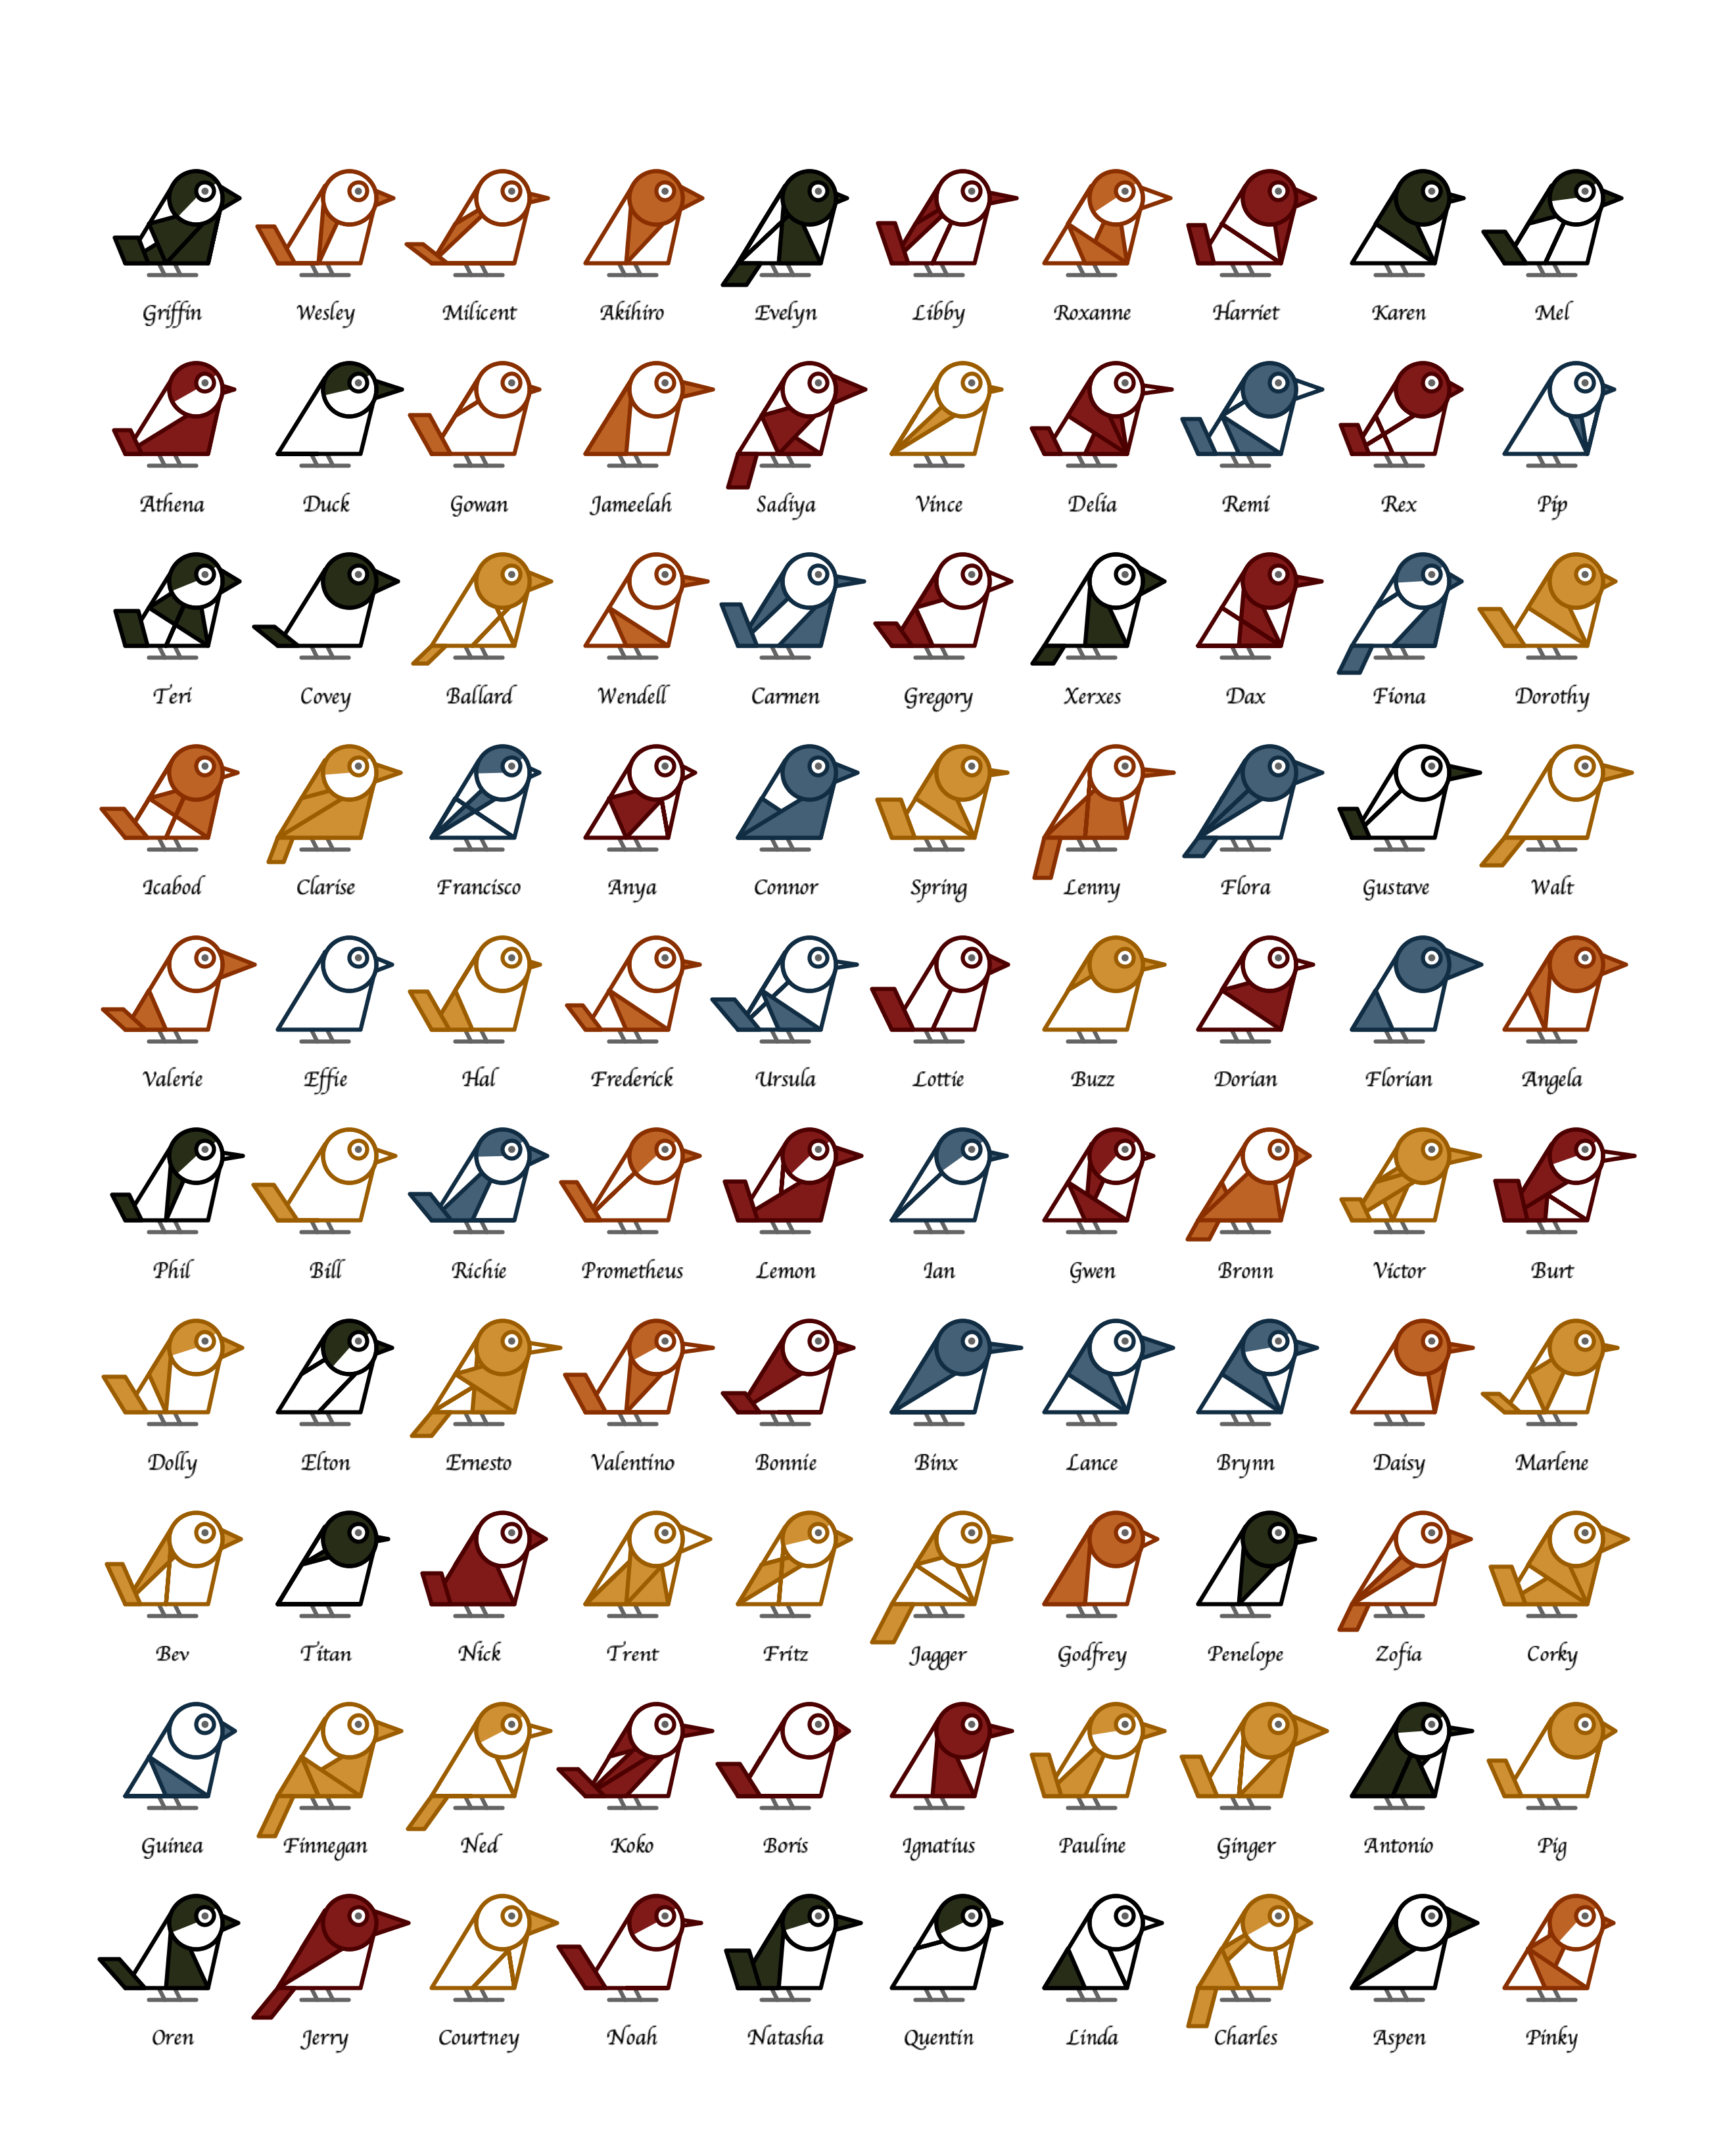 Griffin Wesley Milicent Akihiro Evelyn Libby Roxanne Harriet Karen Mel
Athena Duck Gowan Jameelah Sadiya Vince Delia Remi Rex Pip
Teri Covey Ballard Wendell Carmen Gregory Xerxes Dax Fiona Dorothy
Icabod Clarise Francisco Anya Connor Spring Lenny Flora Gustave Walt
Valerie Effie Hal Frederick Ursula Lottie Buzz Dorian Florian Angela
Phil Bill Richie Prometheus Lemon Ian Gwen Bronn Victor Burt
Dolly Elton Ernesto Valentino Bonnie Binx Lance Brynn Daisy Marlene
Bev Titan Nick Trent Fritz Jagger Godfrey Penelope Zofia Corky
Guinea Finnegan Ned Koko Boris Ignatius Pauline Ginger Antonio Pig
Oren Jerry Courtney Noah Natasha Quentin Linda Charles Aspen Pinky